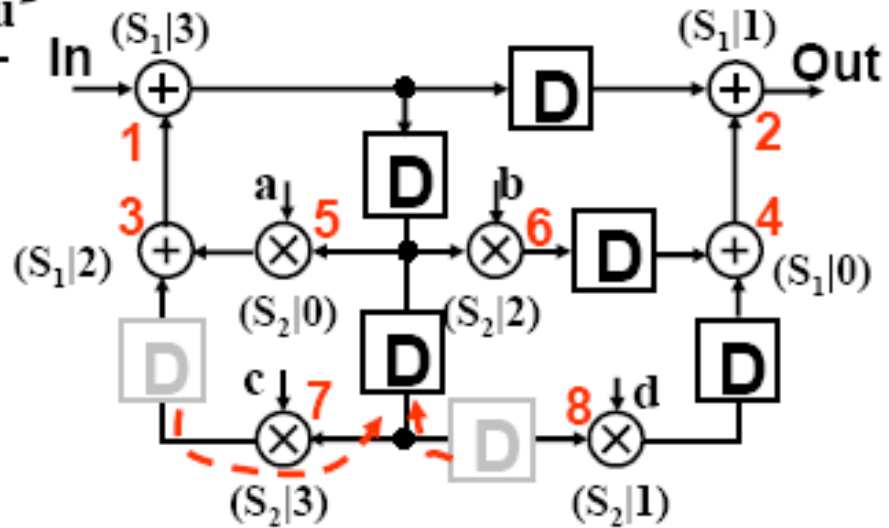 (S₁|3)
(S₁|1)
In
+
D
+
Out
1
D
2
a
b
3
5
6
4
+
×
×
D
+
(S₁|2)
(S₂|0)
(S₂|2)
(S₁|0)
D
D
D
c
7
8
d
×
D
×
(S₂|3)
(S₂|1)